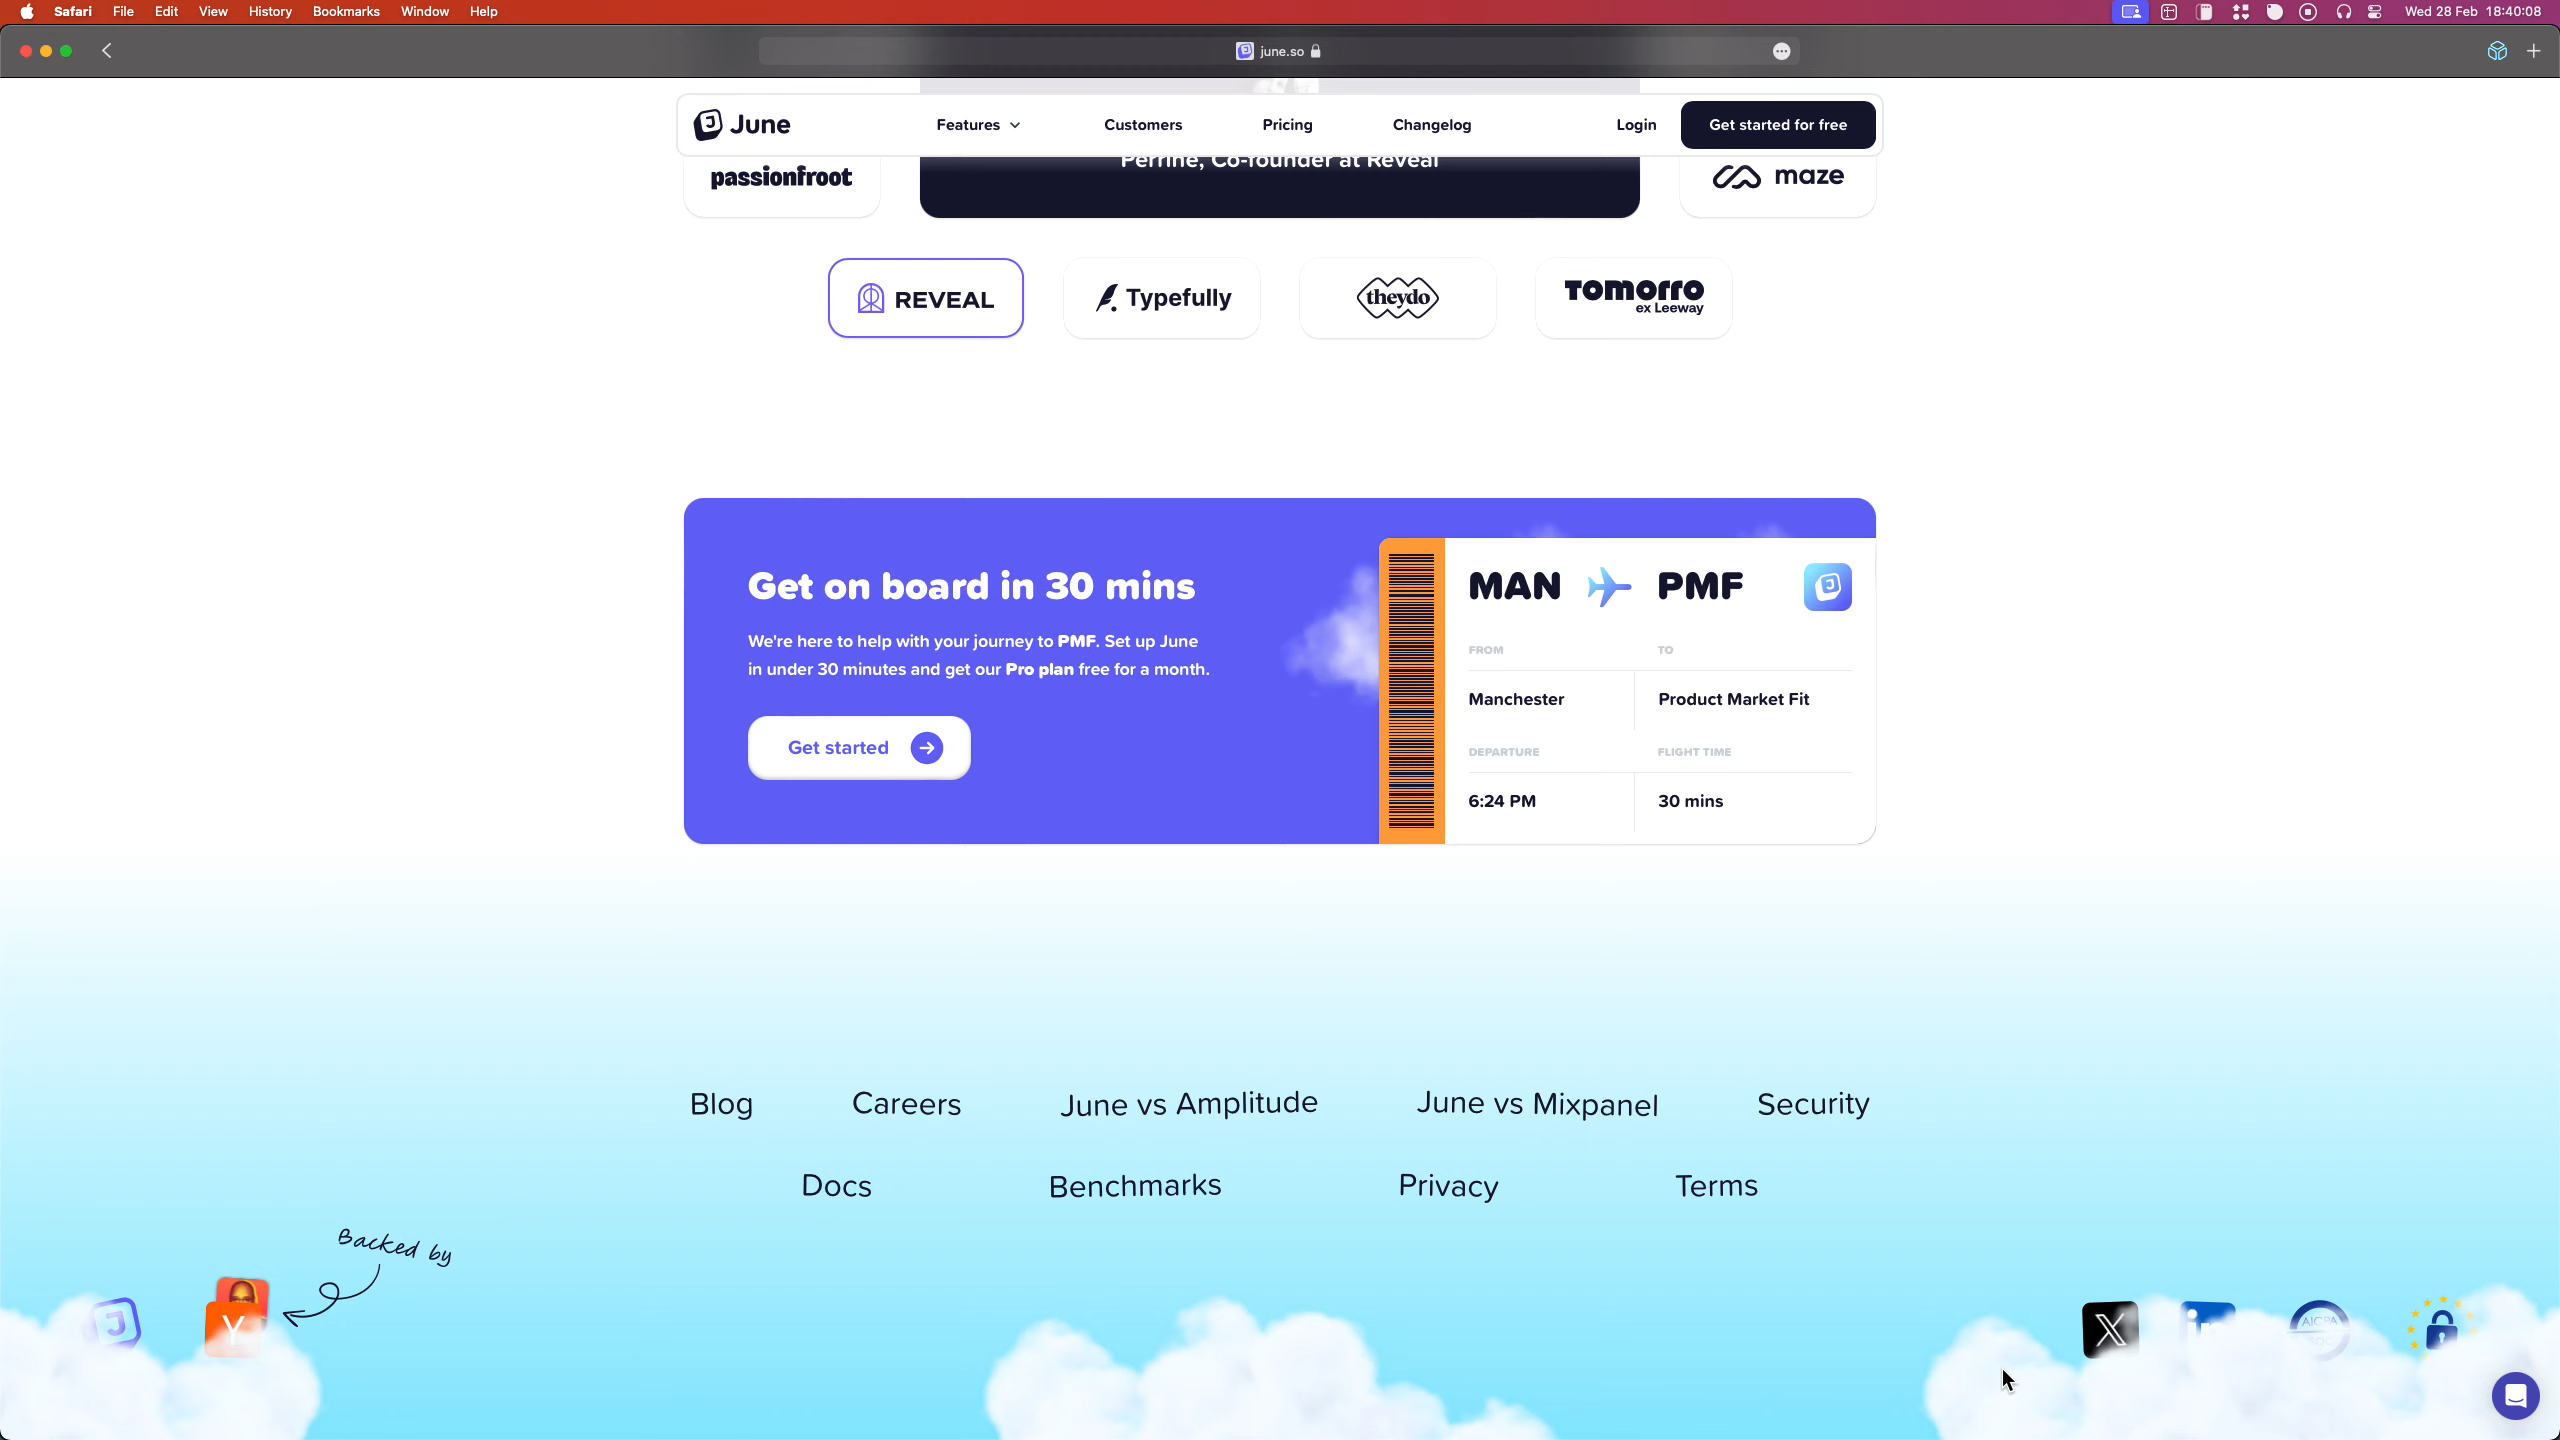 Safari File Edit View History Bookmarks Window Help
Wed 28 Feb 18:40:08
june.so
June
Features
Customers
Pricing
Changelog
Login
Get started for free
Perrine, Co-founder at Reveal
passionfroot
maze
REVEAL
Typefully
theydo
Tomorro
ex Leeway
Get on board in 30 mins
We're here to help with your journey to PMF. Set up June
in under 30 minutes and get our Pro plan free for a month.
Get started
MAN
PMF
FROM
TO
Manchester
Product Market Fit
DEPARTURE
FLIGHT TIME
6:24 PM
30 mins
Blog
Careers
June vs Amplitude
June vs Mixpanel
Security
Docs
Benchmarks
Privacy
Terms
Backed by
Y
X
in
AICPA